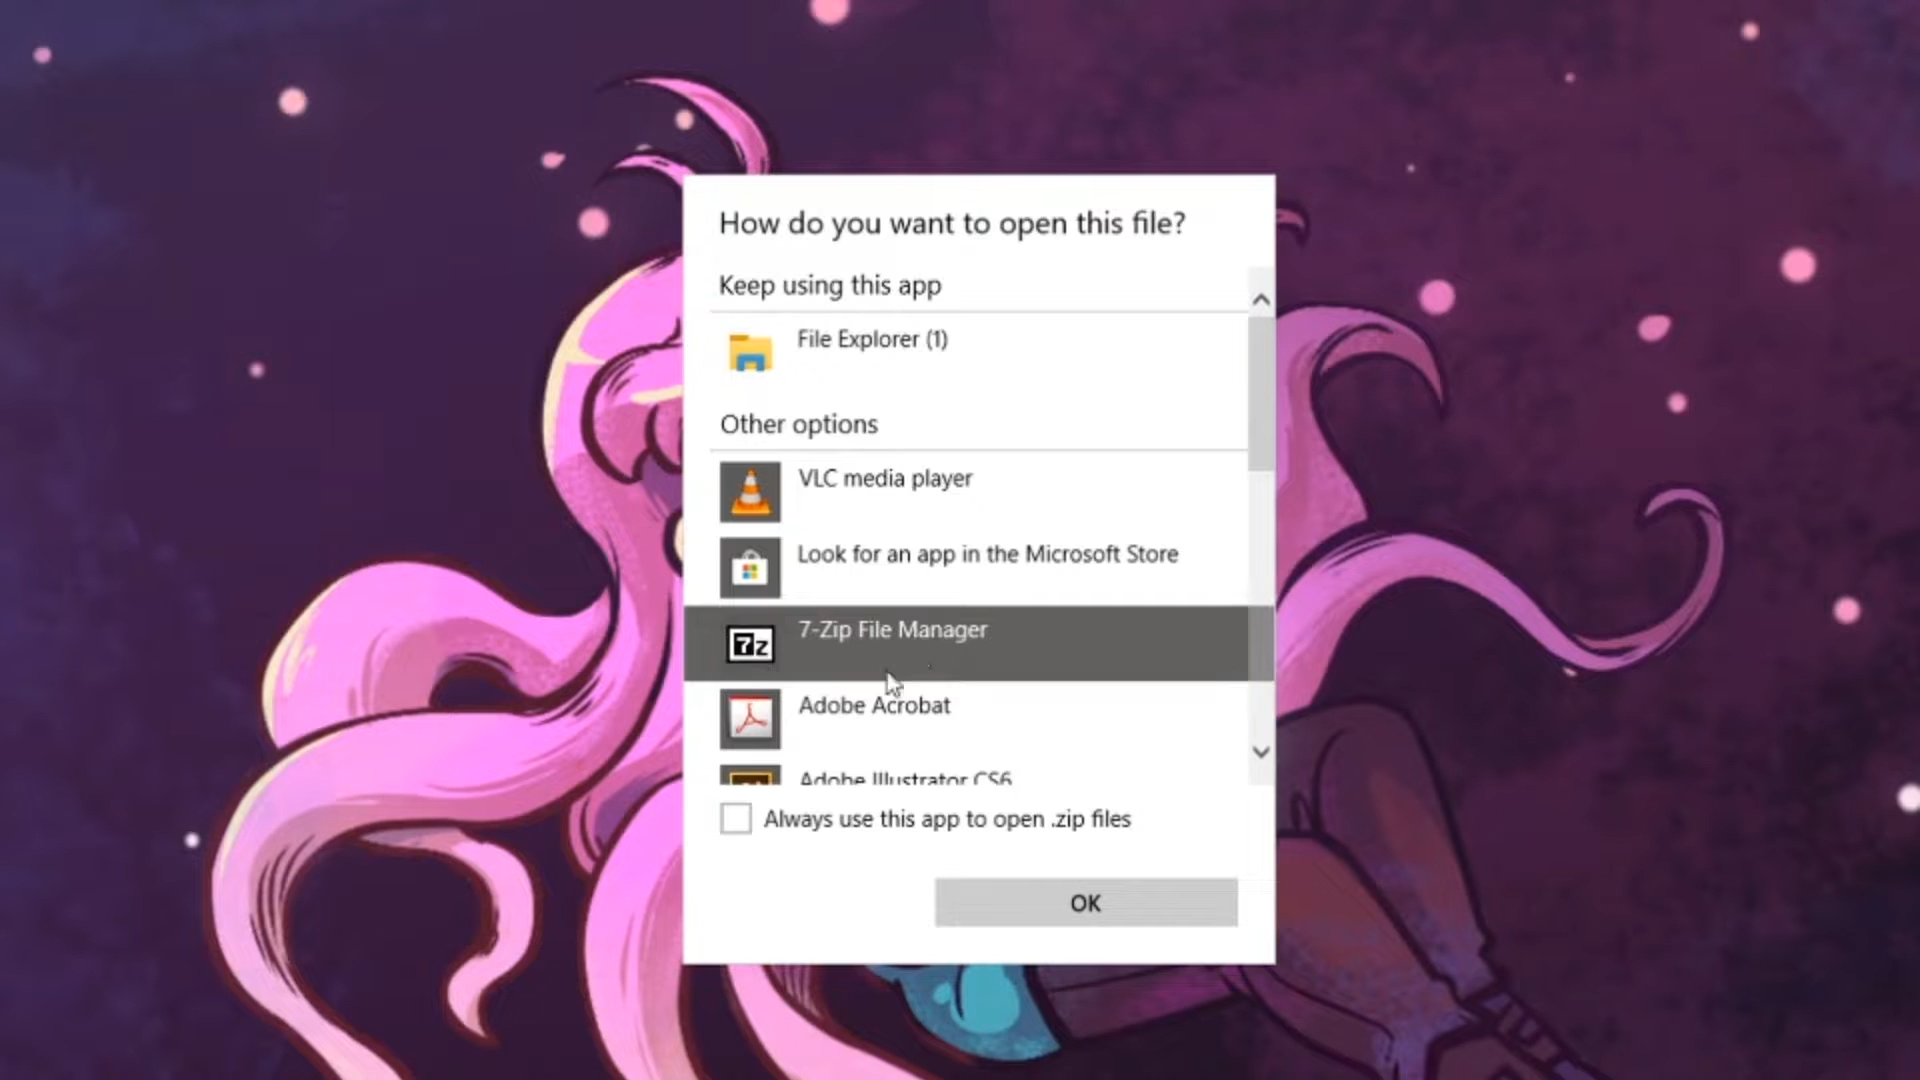 How do you want to open this file?
Keep using this app
File Explorer (1)
Other options
VLC media player
Look for an app in the Microsoft Store
7z
7-Zip File Manager
Adobe Acrobat
Adobe Illustrator CS6
Always use this app to open .zip files
OK